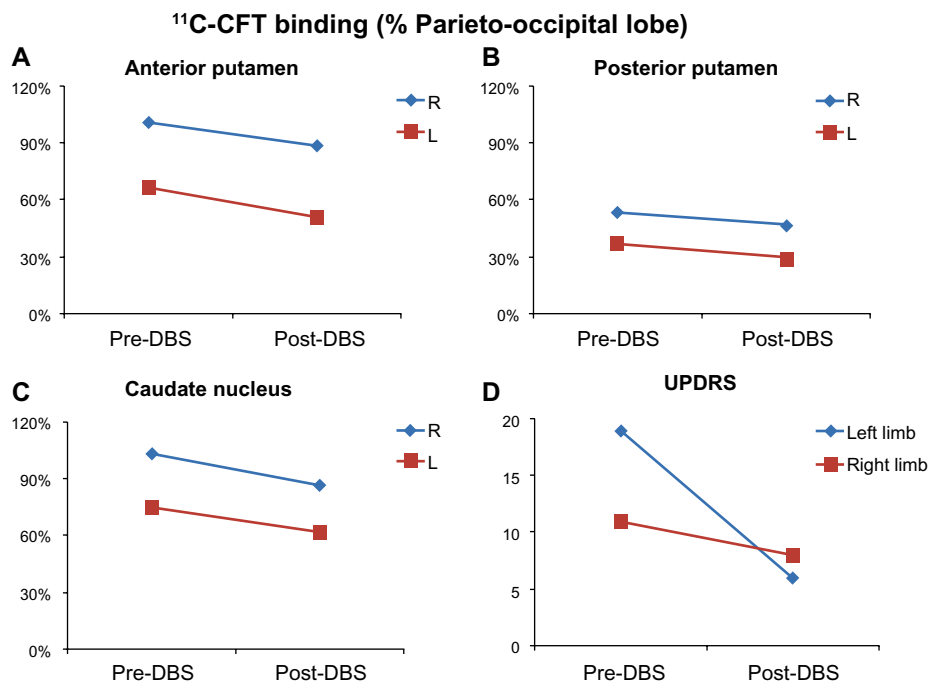 ¹¹C-CFT binding (% Parieto-occipital lobe)
A
Anterior putamen
120%
90%
60%
30%
0%
R
L
Pre-DBS Post-DBS
B
Posterior putamen
120%
90%
60%
30%
0%
R
L
Pre-DBS Post-DBS
C
Caudate nucleus
120%
90%
60%
30%
0%
R
L
Pre-DBS Post-DBS
D
UPDRS
20
15
10
5
0
Left limb
Right limb
Pre-DBS Post-DBS